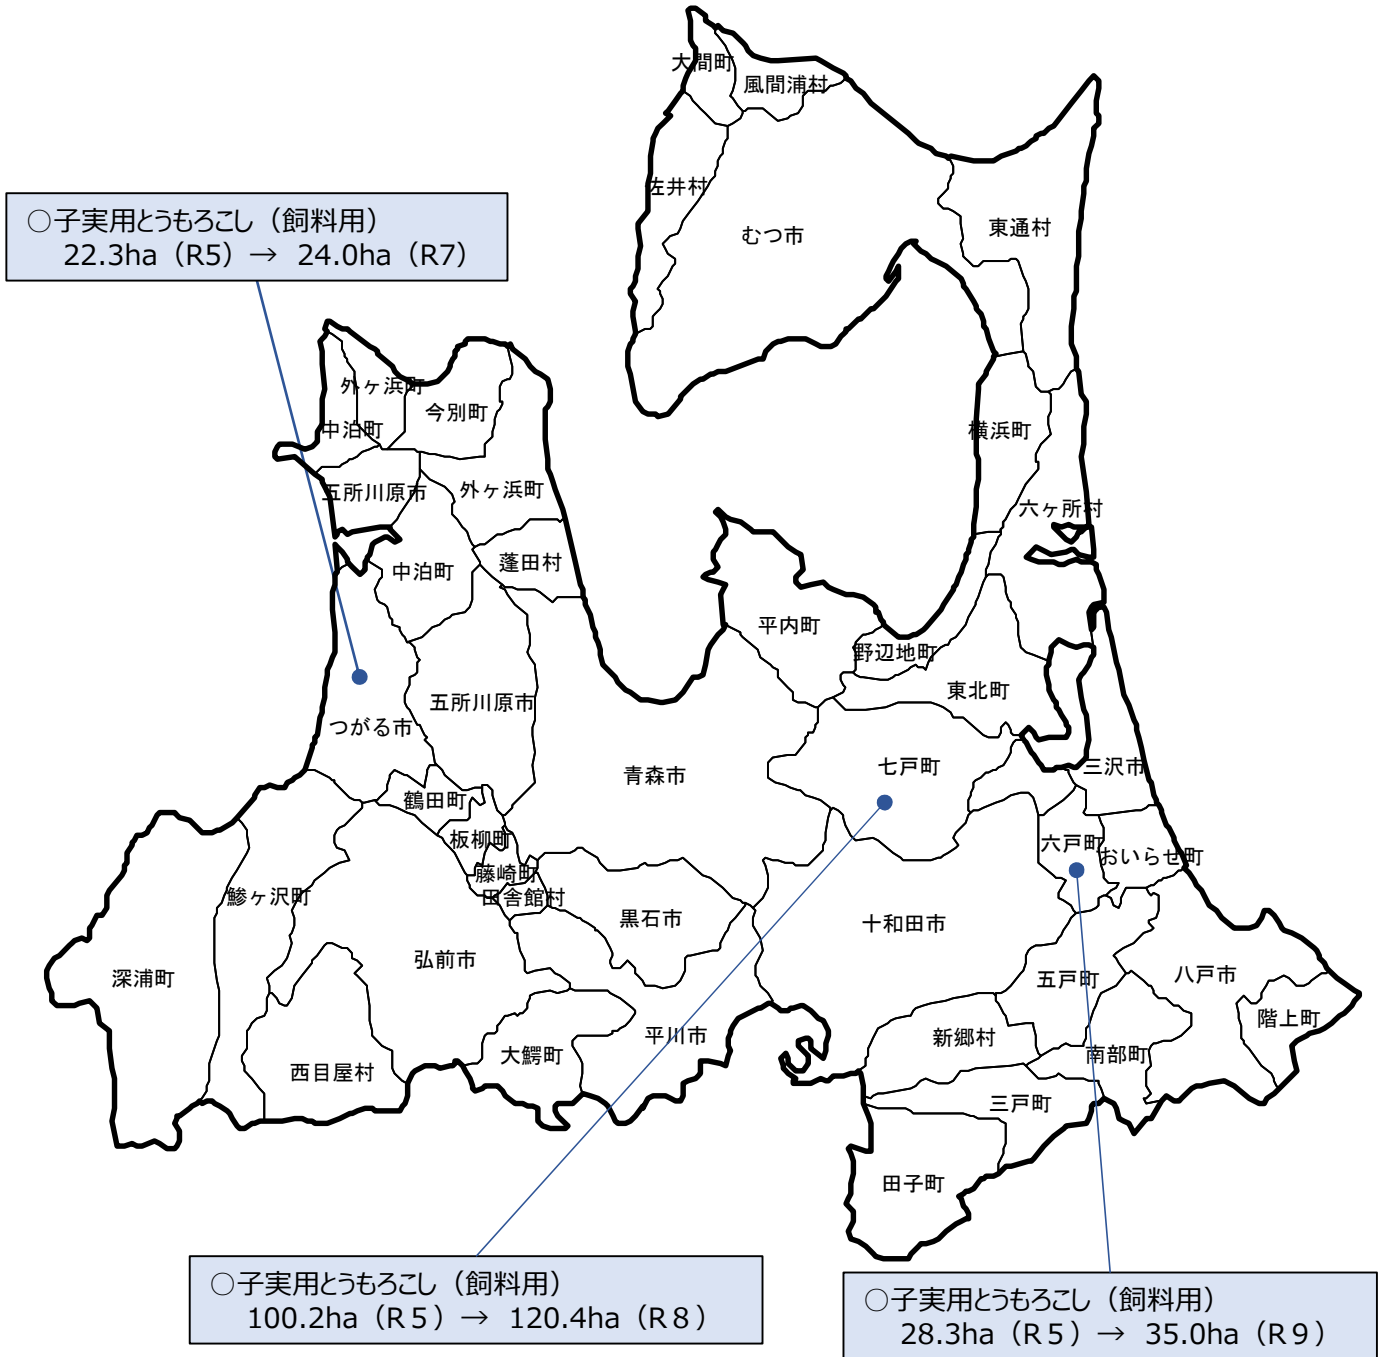 大間町
風間浦村
佐井村
むつ市
東通村
○子実用とうもろこし（飼料用）
22.3ha（R5）→ 24.0ha（R7）
外ヶ浜町
今別町
中泊町
横浜町
五所川原市
外ヶ浜町
六ヶ所村
蓬田村
中泊町
平内町
野辺地町
東北町
五所川原市
つがる市
青森市
七戸町
三沢市
鶴田町
板柳町
六戸町
おいらせ町
藤崎町
田舎館村
鰺ヶ沢町
黒石市
十和田市
弘前市
深浦町
五戸町
八戸市
階上町
平川市
新郷村
大鰐町
南部町
西目屋村
三戸町
田子町
○子実用とうもろこし（飼料用）
100.2ha（R５）→ 120.4ha（R８）
○子実用とうもろこし（飼料用）
28.3ha（R５）→ 35.0ha（R９）